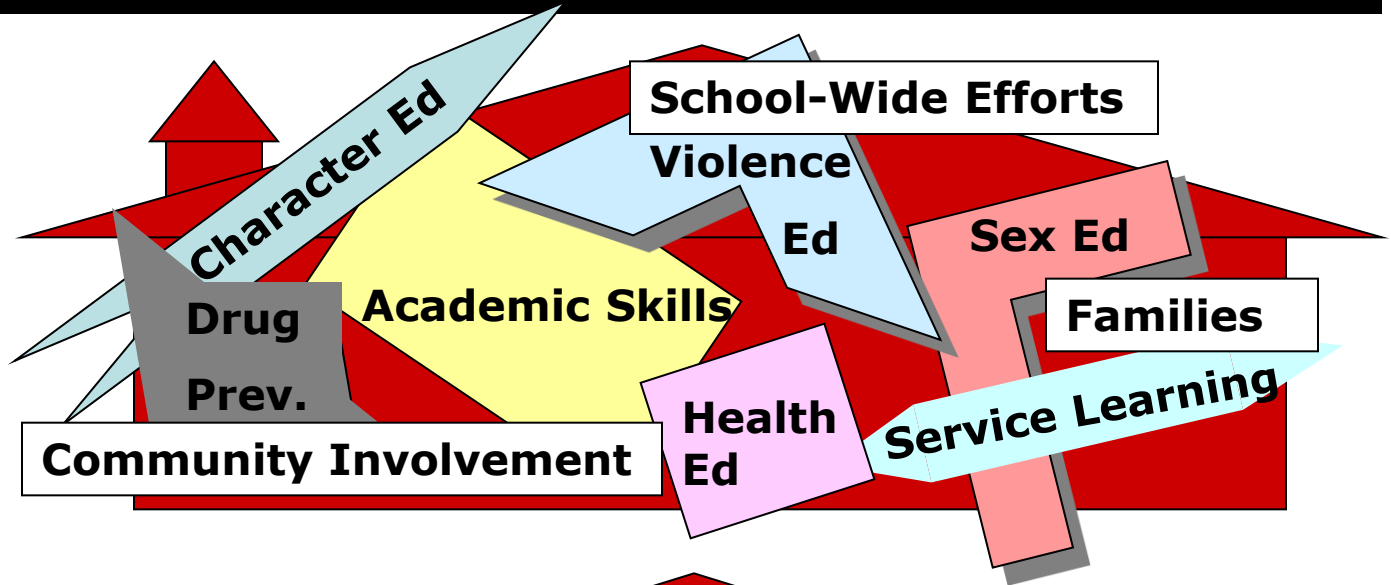 School-Wide Efforts
Character Ed
Violence
Ed
Sex Ed
Academic Skills
Families
Drug
Prev.
Service Learning
Health
Ed
Community Involvement